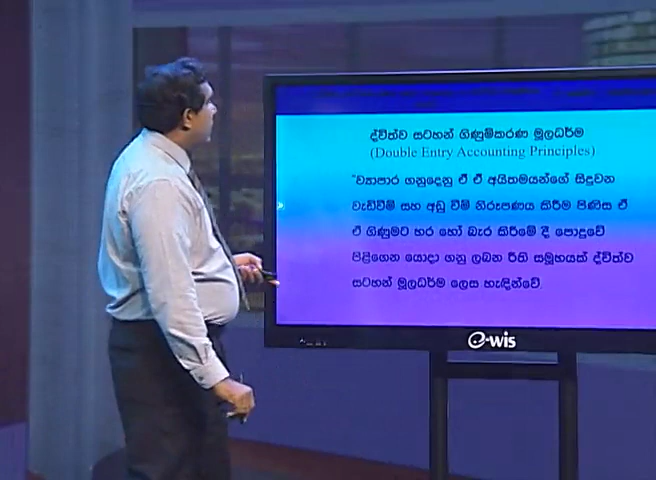 ද්විත්ව සටහන් ගිණුම්කරණ මූලධර්ම
(Double Entry Accounting Principles)
"ව්‍යාපාර ගනුදෙනු ඒ ඒ අයිතමයන්ගේ සිදුවන
වැඩිවීම් සහ අඩු වීම් නිරූපණය කිරීම පිණිස ඒ
ඒ ගිණුමට හර හෝ බැර කිරීමේ දී පොදුවේ
පිළිගෙන යොදා ගනු ලබන රීති සමූහයක් ද්විත්ව
සටහන් මූලධර්ම ලෙස හැඳින්වේ.
e-wis